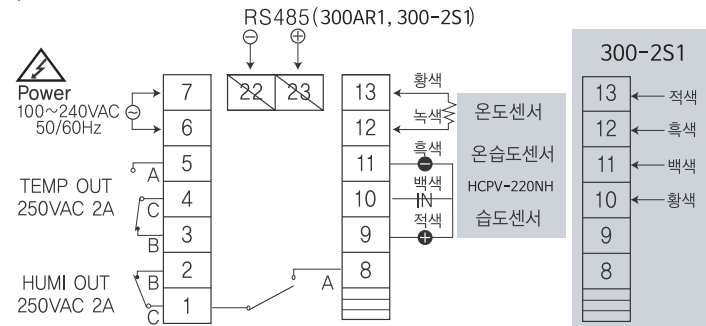 RS485(300AR1, 300-2S1)
⊖ ⊕
22 23
Power
100~240VAC
50/60Hz
7
6
5
4
3
2
1
TEMP OUT
250VAC 2A
A
C
B
HUMI OUT
250VAC 2A
B
C
A
13 황색
12 녹색
11 흑색
10 백색
IN
9 적색
8
온도센서
온습도센서
HCPV-220NH
습도센서
300-2S1
13 적색
12 흑색
11 백색
10 황색
9
8